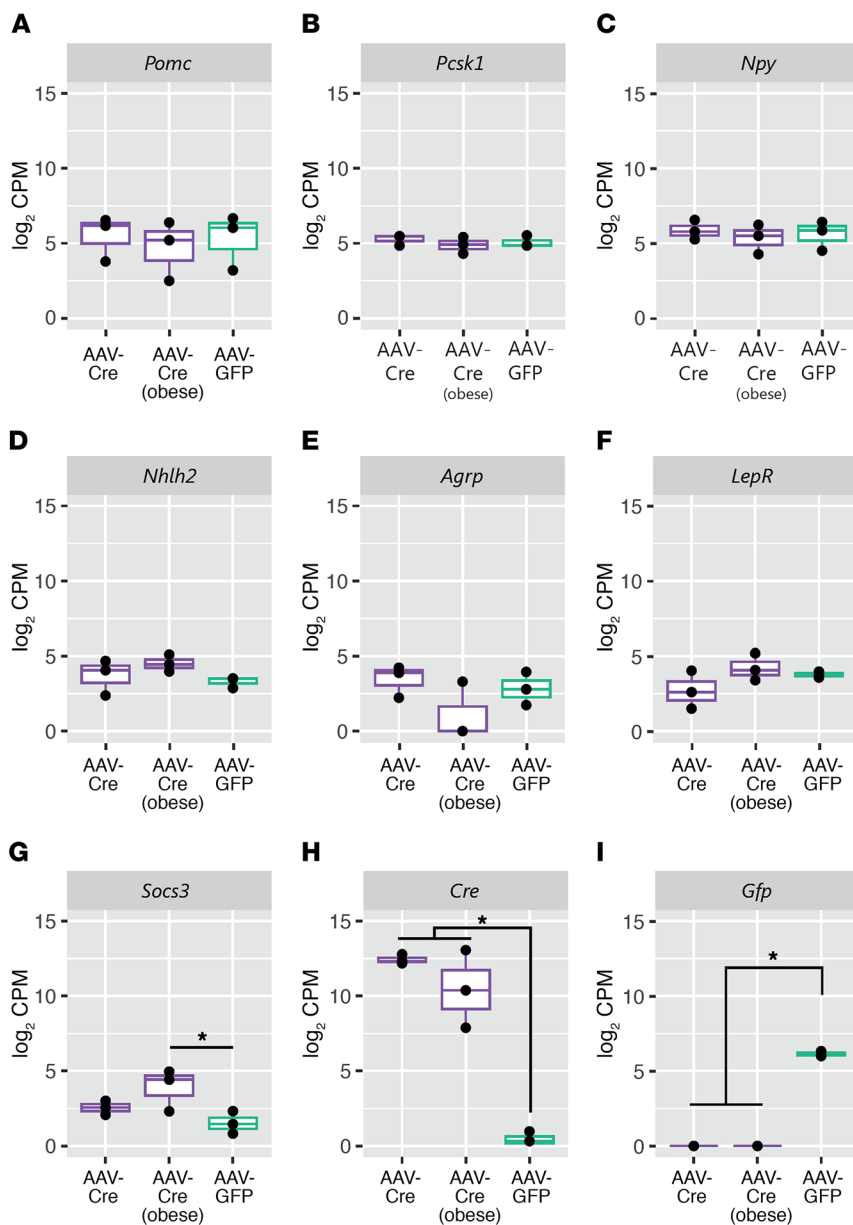 A
B
C
Pomc
Pcsk1
Npy
log₂ CPM
15
10
5
0
log₂ CPM
15
10
5
0
log₂ CPM
15
10
5
0
AAV-
Cre
AAV-
Cre
(obese)
AAV-
GFP
AAV-
Cre
AAV-
Cre
(obese)
AAV-
GFP
AAV-
Cre
AAV-
Cre
(obese)
AAV-
GFP
D
E
F
Nhlh2
Agrp
LepR
log₂ CPM
15
10
5
0
log₂ CPM
15
10
5
0
log₂ CPM
15
10
5
0
AAV-
Cre
AAV-
Cre
(obese)
AAV-
GFP
AAV-
Cre
AAV-
Cre
(obese)
AAV-
GFP
AAV-
Cre
AAV-
Cre
(obese)
AAV-
GFP
G
H
I
Socs3
Cre
Gfp
log₂ CPM
15
10
5
0
*
log₂ CPM
15
10
5
0
*
log₂ CPM
15
10
5
0
*
AAV-
Cre
AAV-
Cre
(obese)
AAV-
GFP
AAV-
Cre
AAV-
Cre
(obese)
AAV-
GFP
AAV-
Cre
AAV-
Cre
(obese)
AAV-
GFP